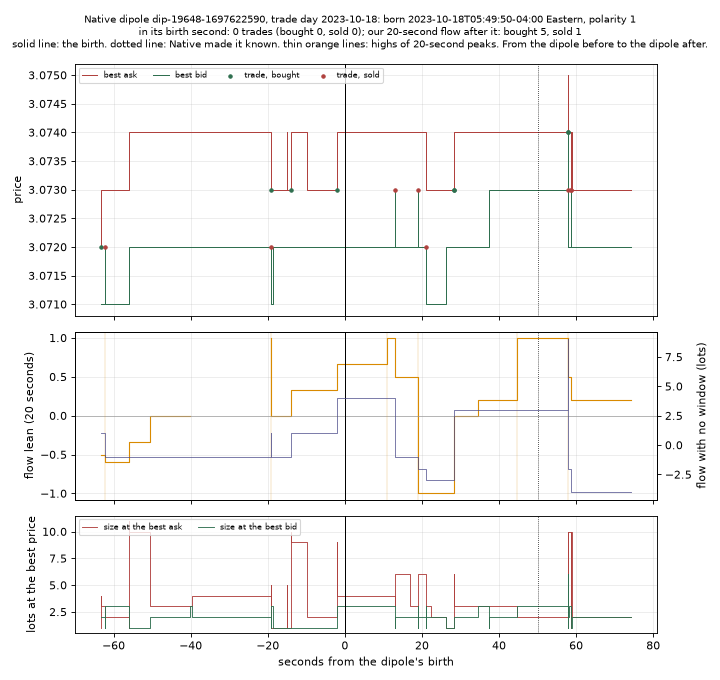 Native dipole dip-19648-1697622590, trade day 2023-10-18: born 2023-10-18T05:49:50-04:00 Eastern, polarity 1
in its birth second: 0 trades (bought 0, sold 0); our 20-second flow after it: bought 5, sold 1
solid line: the birth. dotted line: Native made it known. thin orange lines: highs of 20-second peaks. From the dipole before to the dipole after.
best ask
best bid
trade, bought
trade, sold
3.0750
3.0745
3.0740
3.0735
3.0730
3.0725
3.0720
3.0715
3.0710
price
1.0
0.5
0.0
−0.5
−1.0
flow lean (20 seconds)
7.5
5.0
2.5
0.0
−2.5
flow with no window (lots)
size at the best ask
size at the best bid
10.0
7.5
5.0
2.5
lots at the best price
−60
−40
−20
0
20
40
60
80
seconds from the dipole's birth